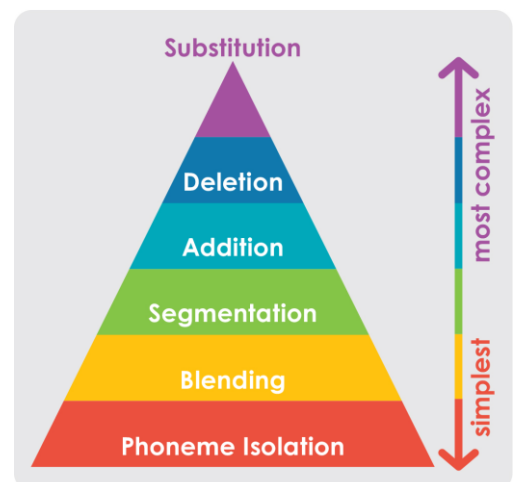 Substitution
Deletion
Addition
Segmentation
Blending
Phoneme Isolation
most complex
simplest